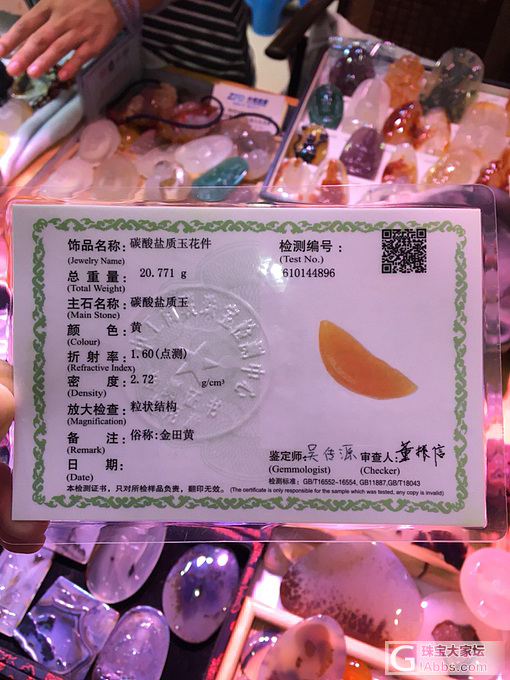 饰品名称: 碳酸盐质玉花件
(Jewelry Name)
检测编号:
(Test No.)
610144896
总重量: 20.771 g
(Total Weight)
主石名称: 碳酸盐质玉
(Main Stone)
颜色: 黄
(Colour)
折射率: 1.60(点测)
(Refractive Index)
密度: 2.72 g/cm³
(Density)
放大检查: 粒状结构
(Magnification)
备注: 俗称: 金田黄
(Remark)
日期:
(Date)
鉴定师:
(Gemmologist)
审查人:
(Checker)
检测标准: GB/T16552-16554, GB11887,GB/T18043
本检测证书，只对所检样品负责，翻印无效。 (The certificate is only responsible for the sample which was tested, any copy is invalid)
珠宝大家坛
GIAbbs.com